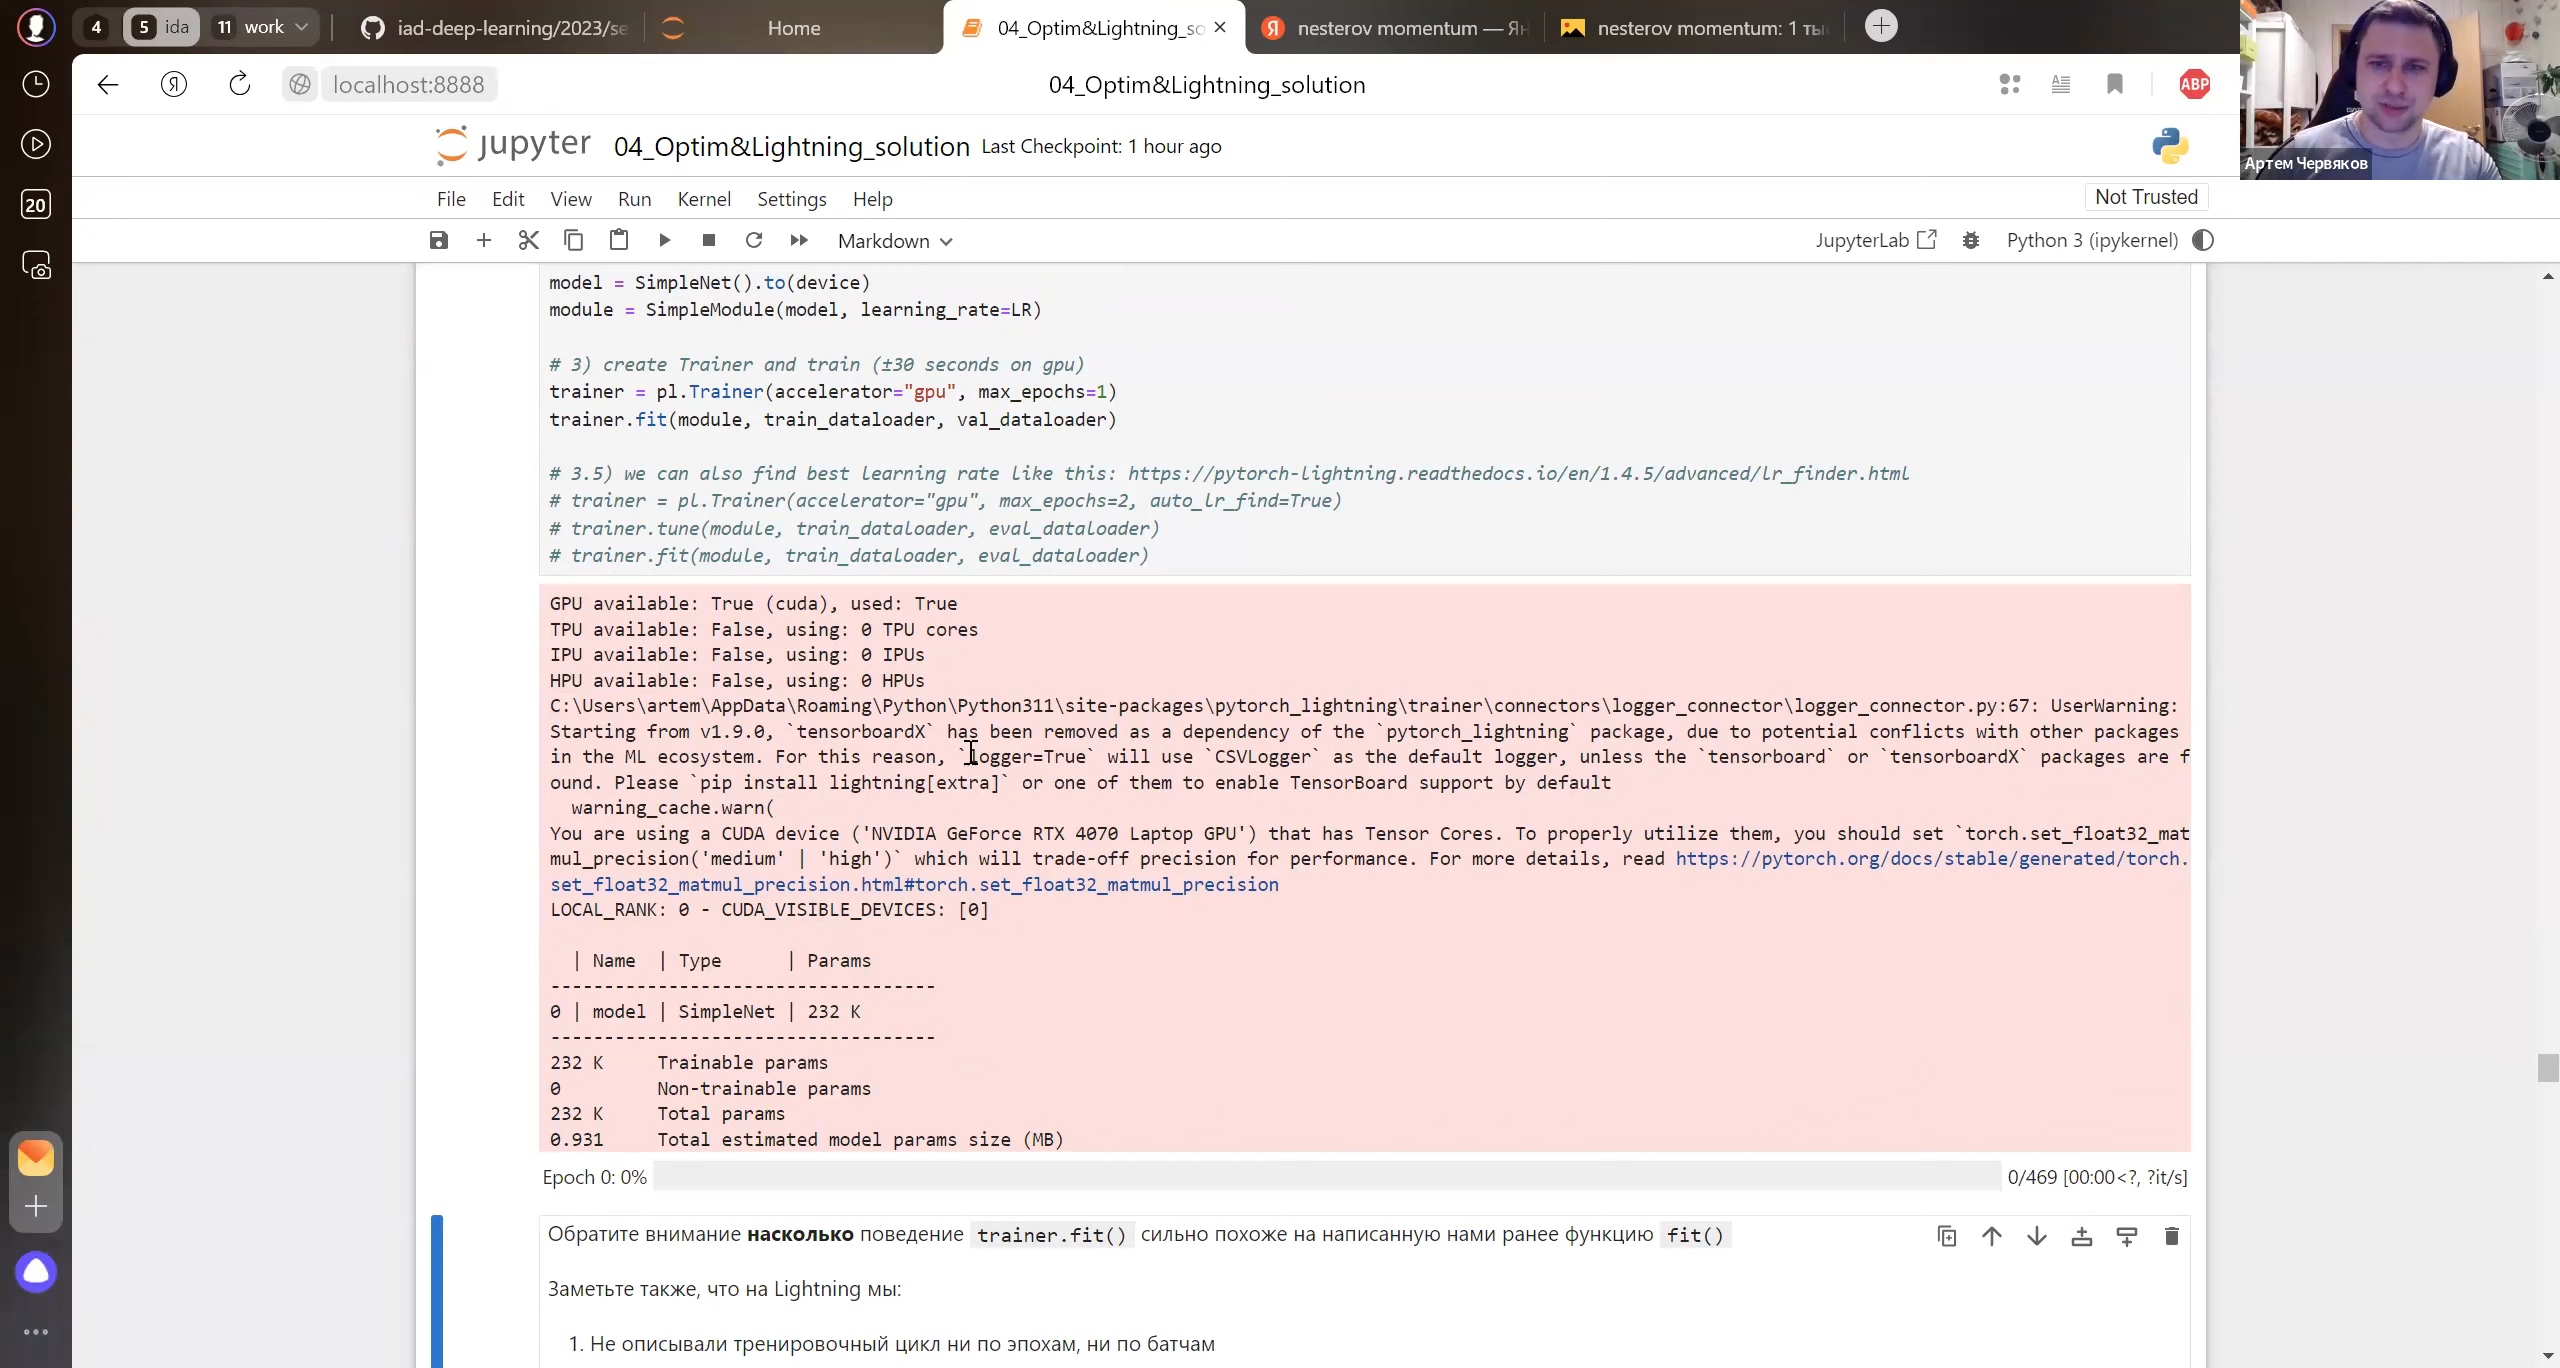 4
5 ida
11 work
iad-deep-learning/2023/se
Home
04_Optim&Lightning_so
nesterov momentum — Ян
nesterov momentum: 1 ты
20
Я
localhost:8888
04_Optim&Lightning_solution
ABP
Артем Червяков
jupyter 04_Optim&Lightning_solution Last Checkpoint: 1 hour ago
File Edit View Run Kernel Settings Help
Not Trusted
Markdown
JupyterLab
Python 3 (ipykernel)
model = SimpleNet().to(device)
module = SimpleModule(model, learning_rate=LR)
# 3) create Trainer and train (±30 seconds on gpu)
trainer = pl.Trainer(accelerator="gpu", max_epochs=1)
trainer.fit(module, train_dataloader, val_dataloader)
# 3.5) we can also find best learning rate like this: https://pytorch-lightning.readthedocs.io/en/1.4.5/advanced/lr_finder.html
# trainer = pl.Trainer(accelerator="gpu", max_epochs=2, auto_lr_find=True)
# trainer.tune(module, train_dataloader, eval_dataloader)
# trainer.fit(module, train_dataloader, eval_dataloader)
GPU available: True (cuda), used: True
TPU available: False, using: 0 TPU cores
IPU available: False, using: 0 IPUs
HPU available: False, using: 0 HPUs
C:\Users\artem\AppData\Roaming\Python\Python311\site-packages\pytorch_lightning\trainer\connectors\logger_connector\logger_connector.py:67: UserWarning:
Starting from v1.9.0, `tensorboardX` has been removed as a dependency of the `pytorch_lightning` package, due to potential conflicts with other packages
in the ML ecosystem. For this reason, `logger=True` will use `CSVLogger` as the default logger, unless the `tensorboard` or `tensorboardX` packages are f
ound. Please `pip install lightning[extra]` or one of them to enable TensorBoard support by default
warning_cache.warn(
You are using a CUDA device ('NVIDIA GeForce RTX 4070 Laptop GPU') that has Tensor Cores. To properly utilize them, you should set `torch.set_float32_mat
mul_precision('medium' | 'high')` which will trade-off precision for performance. For more details, read https://pytorch.org/docs/stable/generated/torch.
set_float32_matmul_precision.html#torch.set_float32_matmul_precision
LOCAL_RANK: 0 - CUDA_VISIBLE_DEVICES: [0]
| Name | Type | Params
------------------------------------
0 | model | SimpleNet | 232 K
------------------------------------
232 K Trainable params
0 Non-trainable params
232 K Total params
0.931 Total estimated model params size (MB)
Epoch 0: 0% 0/469 [00:00<?, ?it/s]
Обратите внимание насколько поведение trainer.fit() сильно похоже на написанную нами ранее функцию fit()
Заметьте также, что на Lightning мы:
1. Не описывали тренировочный цикл ни по эпохам, ни по батчам